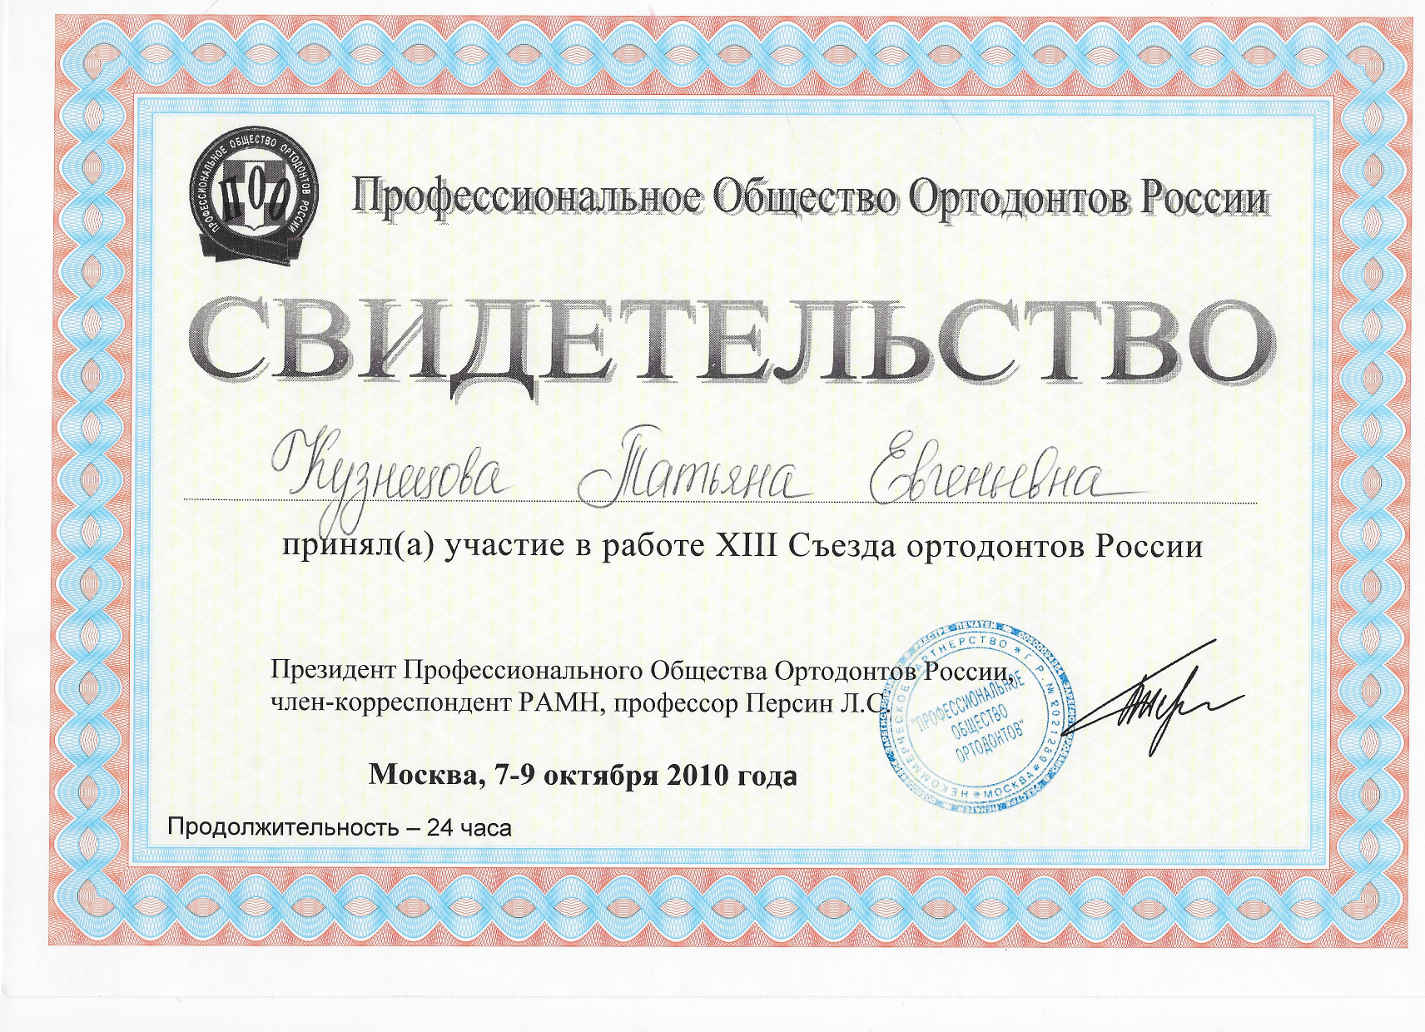 ПРОФЕССИОНАЛЬНОЕ ОБЩЕСТВО ОРТОДОНТОВ РОССИИ
ПОО
Профессиональное Общество Ортодонтов России
СВИДЕТЕЛЬСТВО
Кузнецова Татьяна Евгеньевна
принял(а) участие в работе XIII Съезда ортодонтов России
Президент Профессионального Общества Ортодонтов России,
член-корреспондент РАМН, профессор Персин Л.С.
НЕКОММЕРЧЕСКОЕ ПАРТНЕРСТВО * Г.Р. № * МОСКВА *
"ПРОФЕССИОНАЛЬНОЕ
ОБЩЕСТВО
ОРТОДОНТОВ"
Москва, 7-9 октября 2010 года
Продолжительность – 24 часа